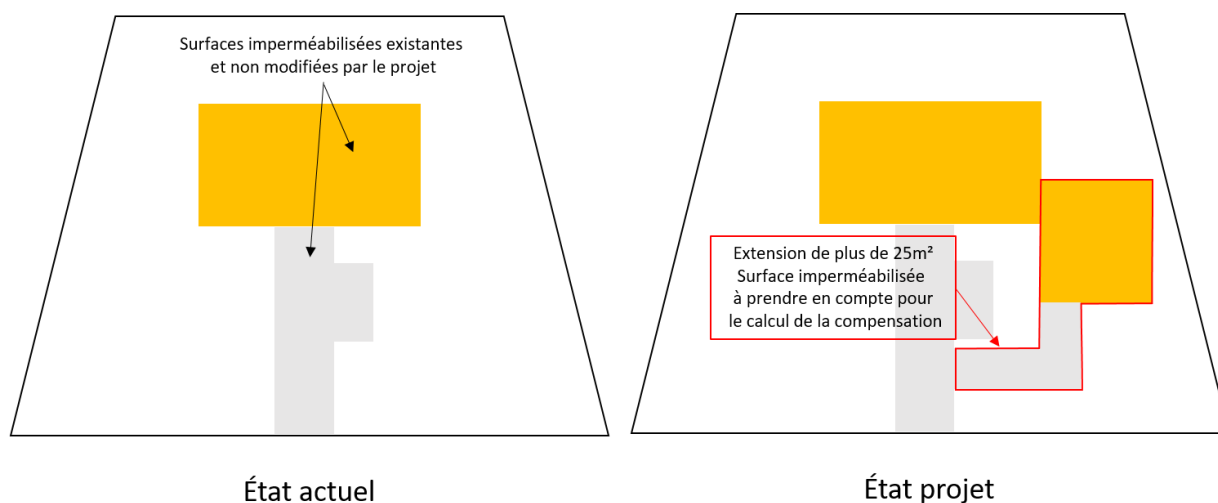 Surfaces imperméabilisées existantes
et non modifiées par le projet
Extension de plus de 25m²
Surface imperméabilisée
à prendre en compte pour
le calcul de la compensation
État actuel
État projet